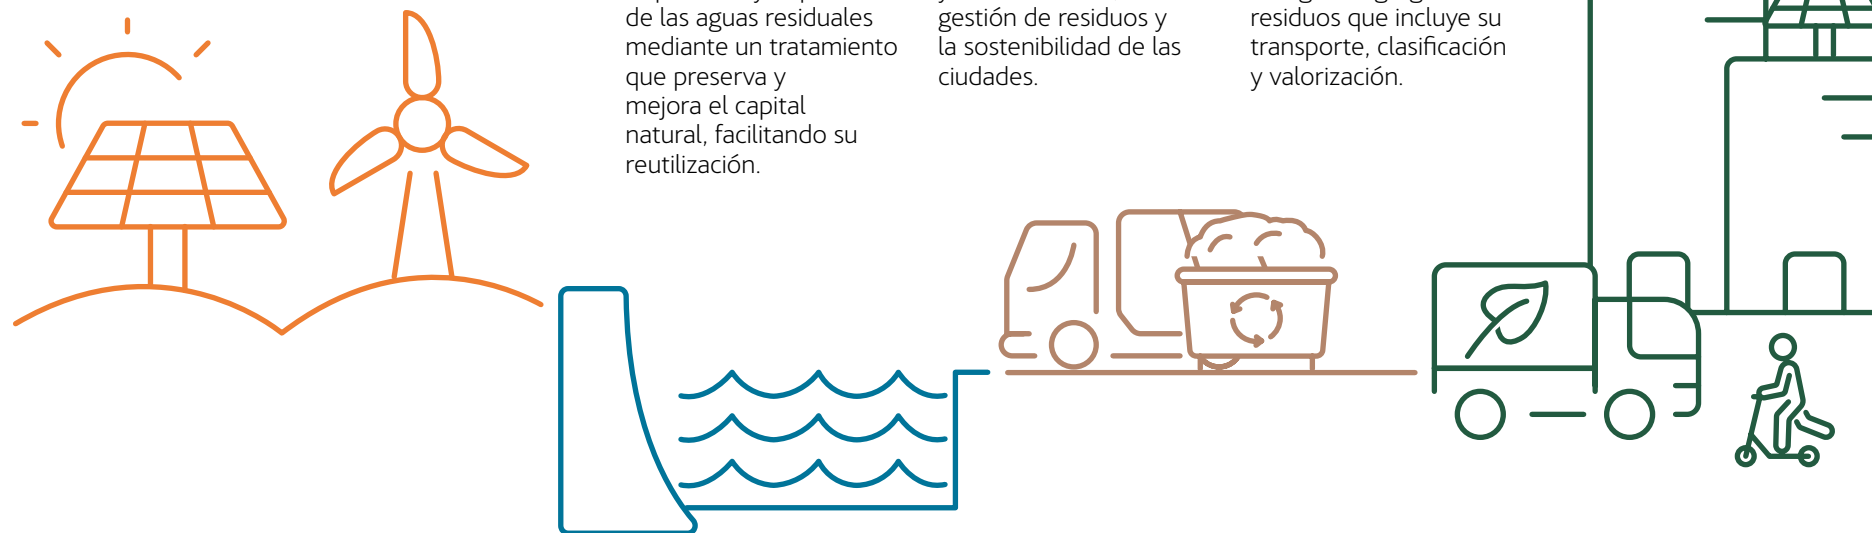 de las aguas residuales
mediante un tratamiento
que preserva y
mejora el capital
natural, facilitando su
reutilización.
gestión de residuos y
la sostenibilidad de las
ciudades.
residuos que incluye su
transporte, clasificación
y valorización.